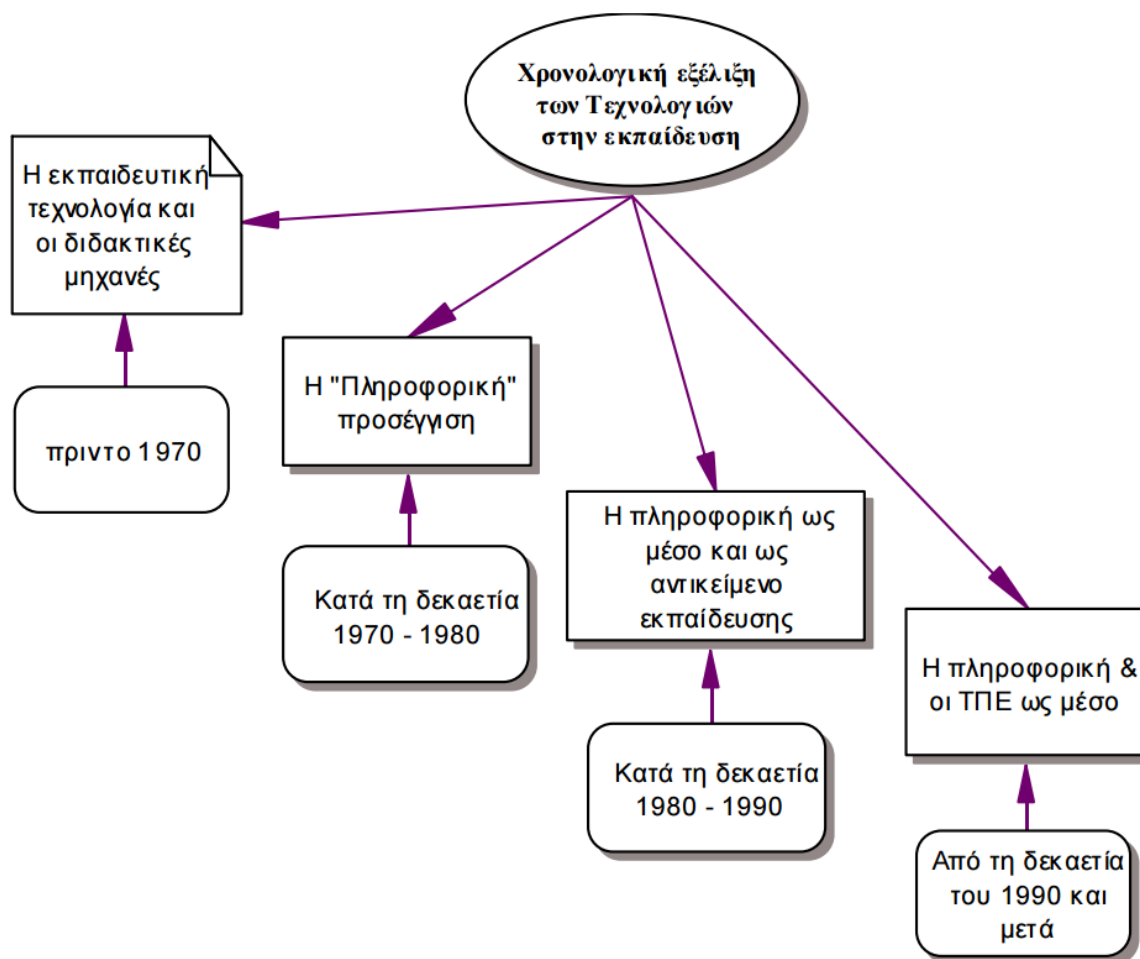 Χρονολογική εξέλιξη
των Τεχνολογιών
στην εκπαίδευση
Η εκπαιδευτική
τεχνολογία και
οι διδακτικές
μηχανές
πριντο 1970
Η "Πληροφορική"
προσέγγιση
Κατά τη δεκαετία
1970 - 1980
Η πληροφορική ως
μέσο και ως
αντικείμενο
εκπαίδευσης
Κατά τη δεκαετία
1980 - 1990
Η πληροφορική &
οι ΤΠΕ ως μέσο
Από τη δεκαετία
του 1990 και
μετά